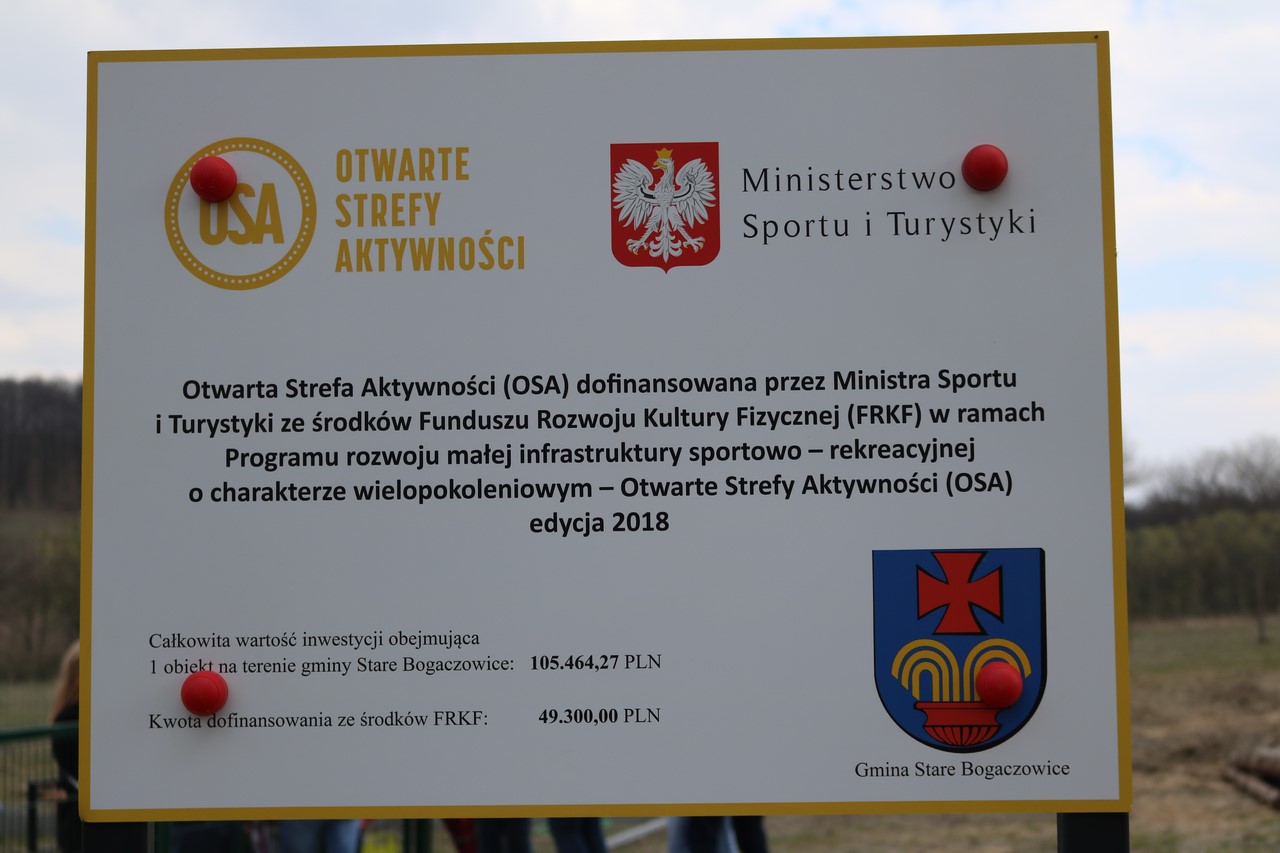 OSA
OTWARTE
STREFY
AKTYWNOŚCI
Ministerstwo
Sportu i Turystyki
Otwarta Strefa Aktywności (OSA) dofinansowana przez Ministra Sportu
i Turystyki ze środków Funduszu Rozwoju Kultury Fizycznej (FRKF) w ramach
Programu rozwoju małej infrastruktury sportowo – rekreacyjnej
o charakterze wielopokoleniowym – Otwarte Strefy Aktywności (OSA)
edycja 2018
Całkowita wartość inwestycji obejmująca
1 obiekt na terenie gminy Stare Bogaczowice: 105.464,27 PLN
Kwota dofinansowania ze środków FRKF: 49.300,00 PLN
Gmina Stare Bogaczowice